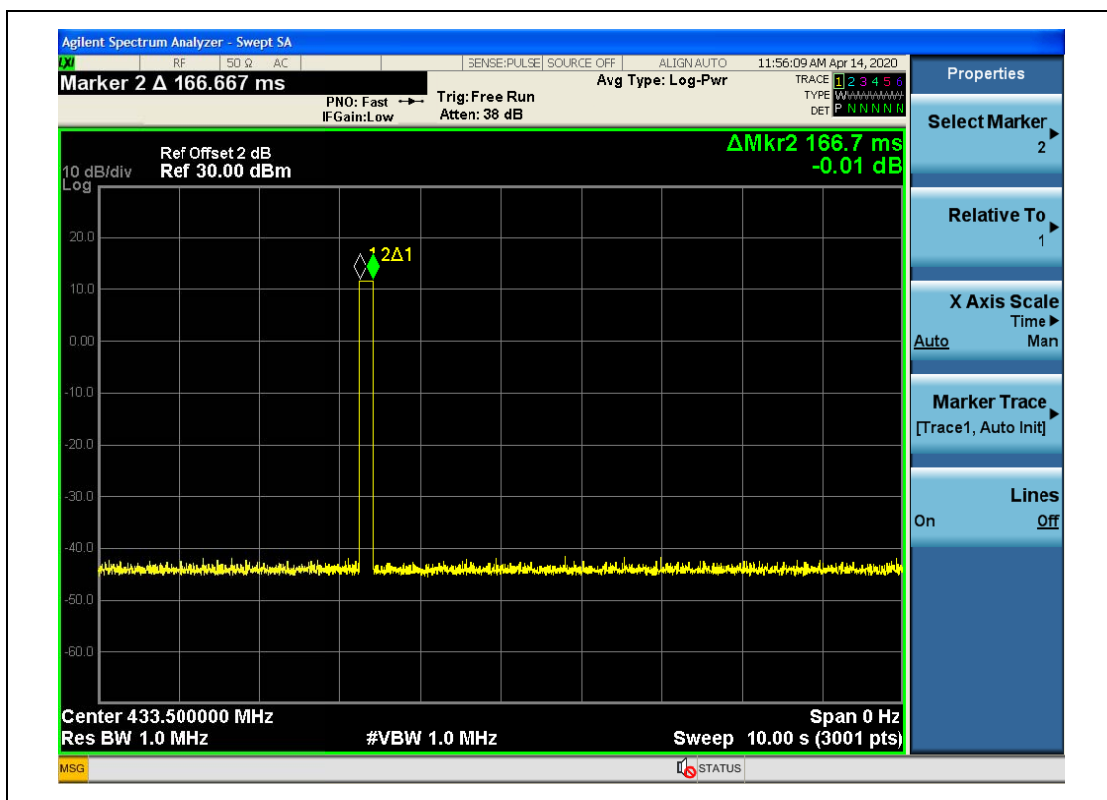 Agilent Spectrum Analyzer - Swept SA
LXI RF 50 Ω AC SENSE:PULSE SOURCE OFF ALIGN AUTO 11:56:09 AM Apr 14, 2020
Marker 2 Δ 166.667 ms
PNO: Fast
IFGain:Low
Trig: Free Run
Atten: 38 dB
Avg Type: Log-Pwr
TRACE 1 2 3 4 5 6
TYPE WWWWWW
DET P N N N N N
ΔMkr2 166.7 ms
-0.01 dB
Ref Offset 2 dB
10 dB/div Ref 30.00 dBm
Log
20.0
1 2Δ1
10.0
0.00
-10.0
-20.0
-30.0
-40.0
-50.0
-60.0
Center 433.500000 MHz Span 0 Hz
Res BW 1.0 MHz #VBW 1.0 MHz Sweep 10.00 s (3001 pts)
MSG STATUS
Properties
Select Marker
2
Relative To
1
X Axis Scale
Time
Auto Man
Marker Trace
[Trace1, Auto Init]
Lines
On Off